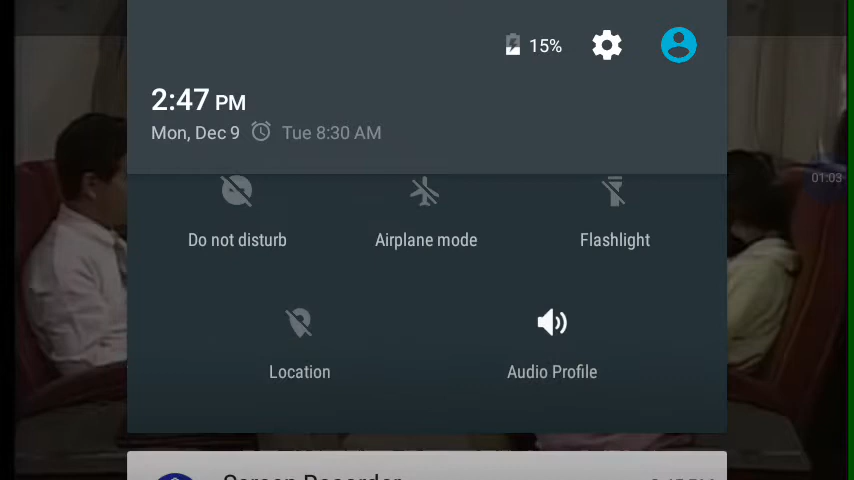 15%
2:47 PM
Mon, Dec 9 Tue 8:30 AM
01:03
Do not disturb Airplane mode Flashlight
Location Audio Profile
Screen Recorder